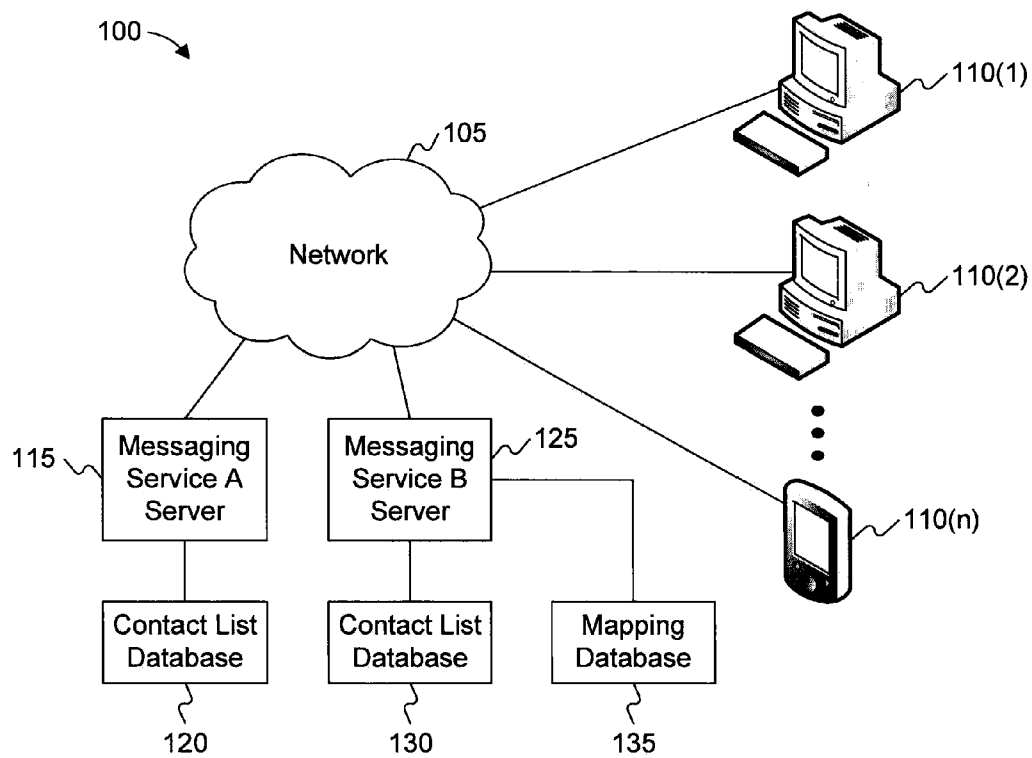 100
110(1)
105
Network
110(2)
115
Messaging
Service A
Server
Messaging
Service B
Server
125
110(n)
Contact List
Database
Contact List
Database
Mapping
Database
120
130
135